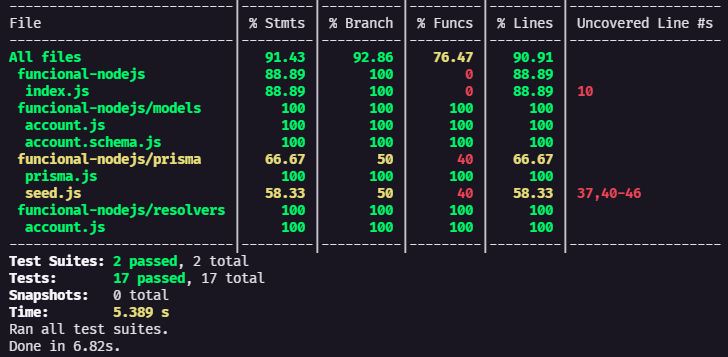 File | % Stmts | % Branch | % Funcs | % Lines | Uncovered Line #s
All files | 91.43 | 92.86 | 76.47 | 90.91 |
funcional-nodejs | 88.89 | 100 | 0 | 88.89 |
index.js | 88.89 | 100 | 0 | 88.89 | 10
funcional-nodejs/models | 100 | 100 | 100 | 100 |
account.js | 100 | 100 | 100 | 100 |
account.schema.js | 100 | 100 | 100 | 100 |
funcional-nodejs/prisma | 66.67 | 50 | 40 | 66.67 |
prisma.js | 100 | 100 | 100 | 100 |
seed.js | 58.33 | 50 | 40 | 58.33 | 37,40-46
funcional-nodejs/resolvers | 100 | 100 | 100 | 100 |
account.js | 100 | 100 | 100 | 100 |
Test Suites: 2 passed, 2 total
Tests: 17 passed, 17 total
Snapshots: 0 total
Time: 5.389 s
Ran all test suites.
Done in 6.82s.